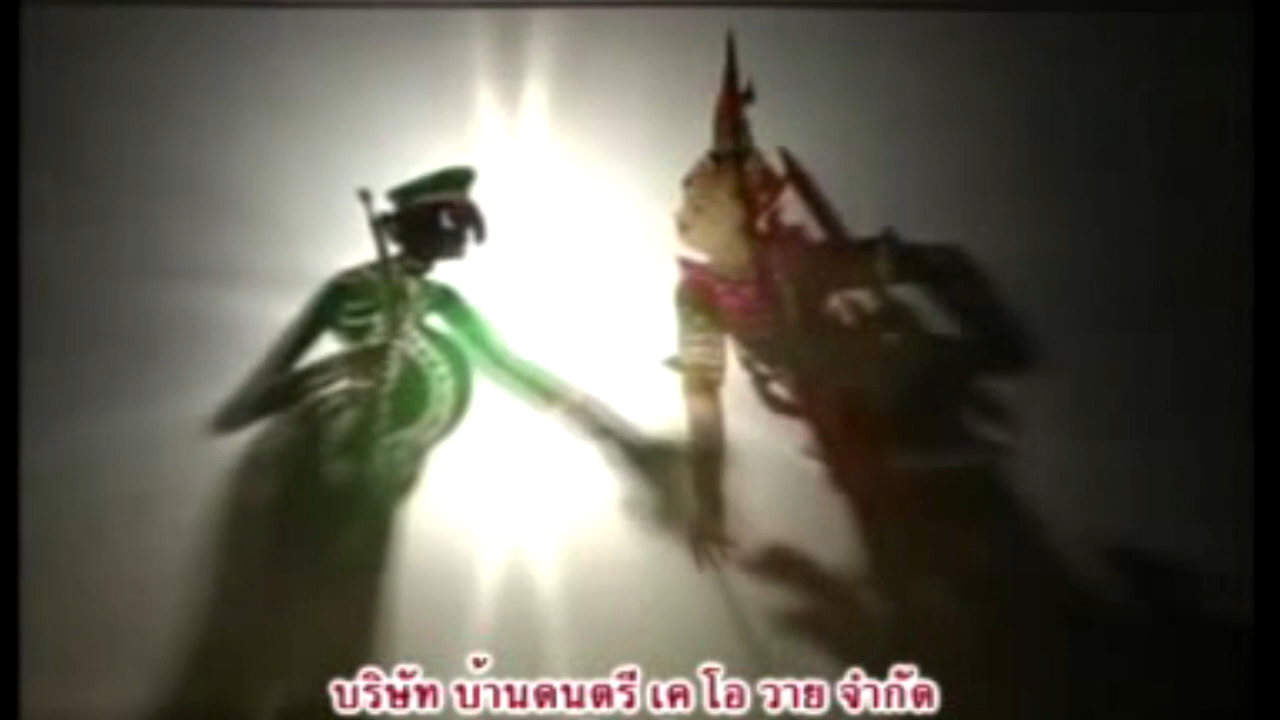 บริษัท บ้านดนตรี เค โอ วาย จำกัด